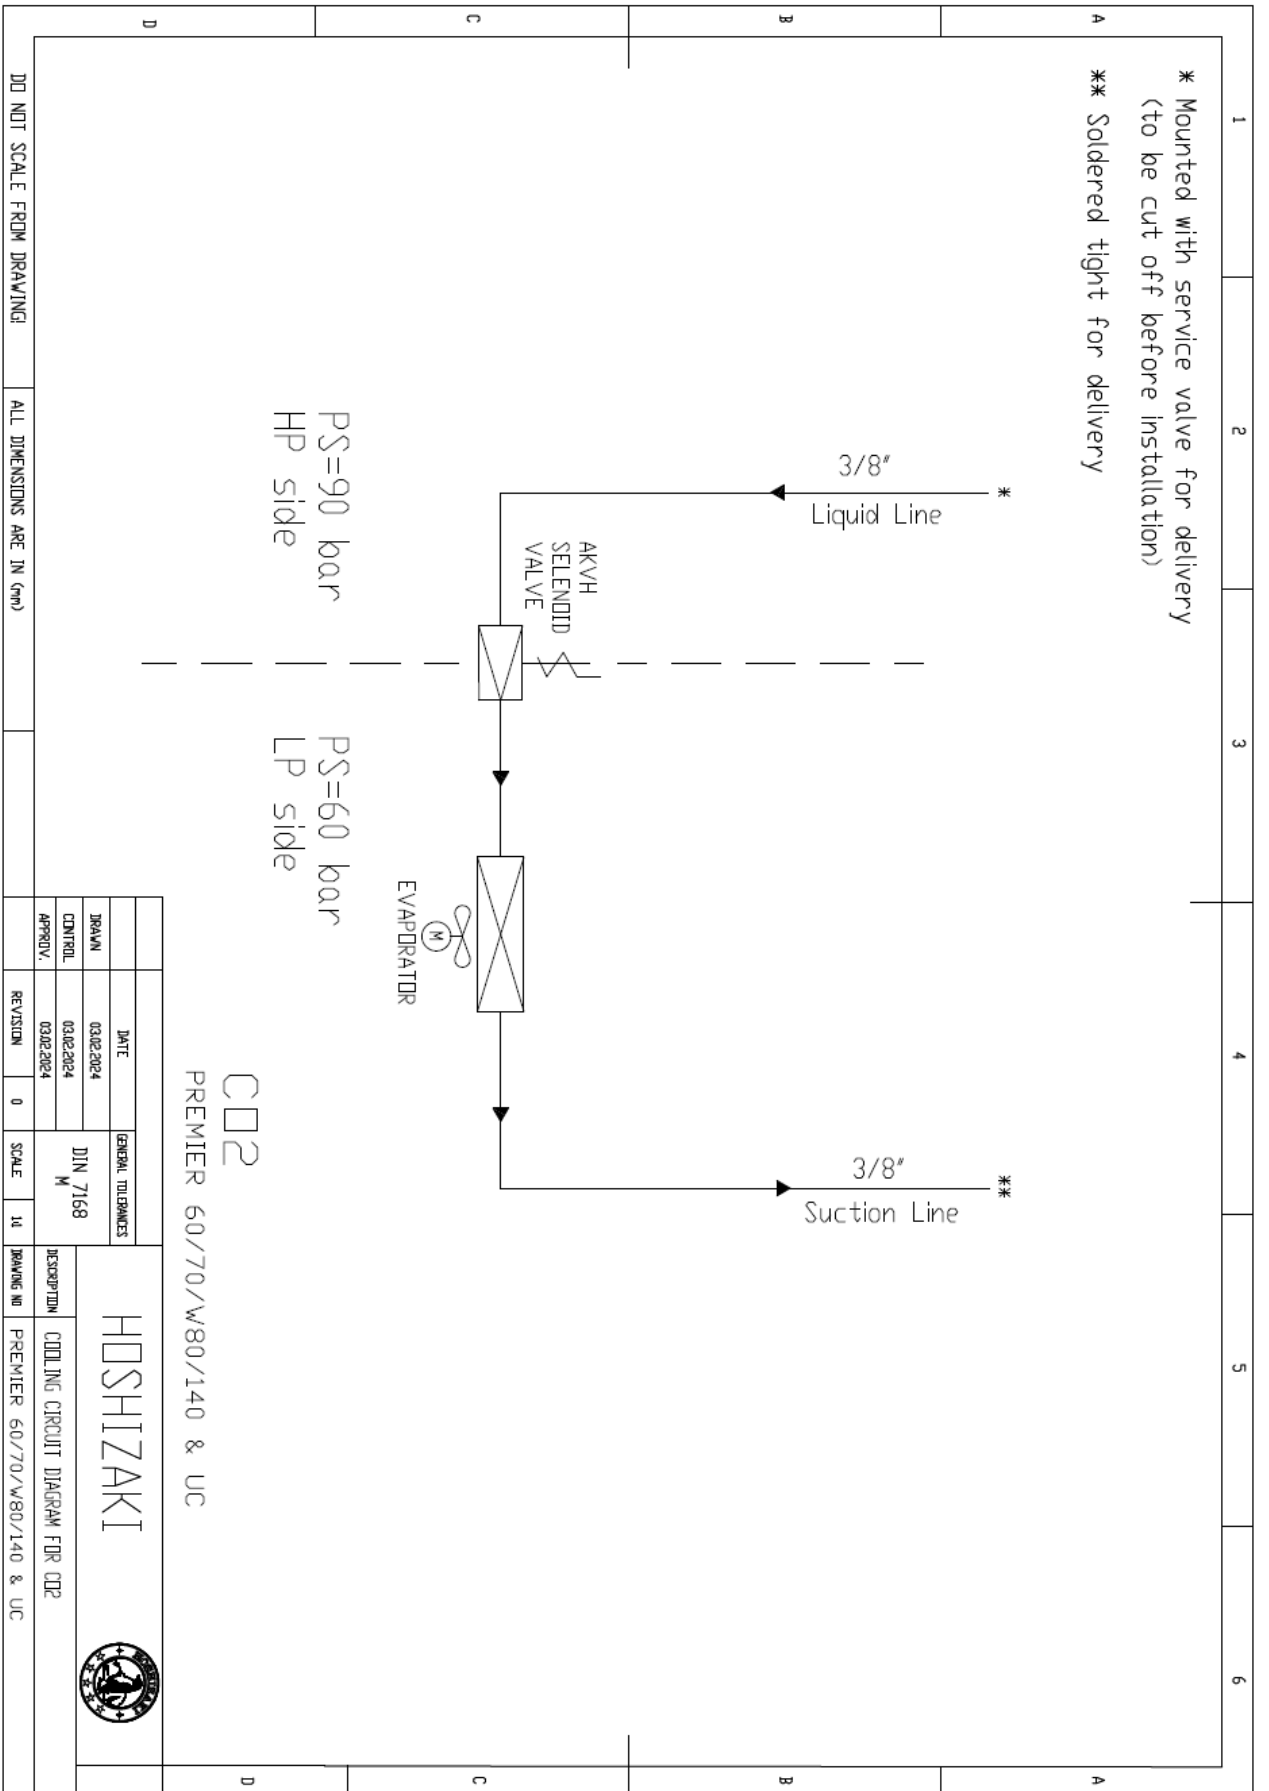 1
2
3
4
5
6
A
B
C
D
A
B
C
D
* Mounted with service valve for delivery
(to be cut off before installation)
** Soldered tight for delivery
*
3/8"
Liquid Line
**
3/8"
Suction Line
AKVH
SELENOID
VALVE
EVAPORATOR
M
PS=90 bar
HP side
PS=60 bar
LP side
CO2
PREMIER 60/70/W80/140 & UC
DATE
GENERAL TOLERANCES
DRAWN
03.02.2024
CONTROL
03.02.2024
APPROV.
03.02.2024
DIN 7168
M
HOSHIZAKI
HOSHIZAKI
DESCRIPTION
COOLING CIRCUIT DIAGRAM FOR CO2
DO NOT SCALE FROM DRAWING!
ALL DIMENSIONS ARE IN (mm)
REVISION
0
SCALE
1:1
DRAWING NO
PREMIER 60/70/W80/140 & UC